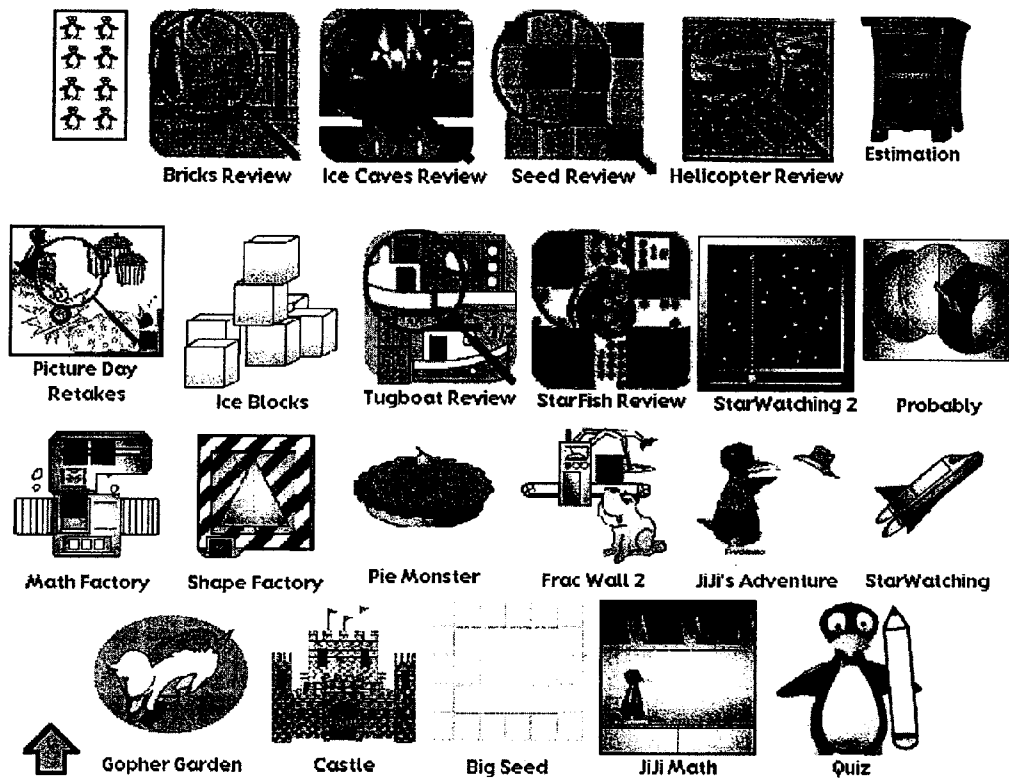 Bricks Review
Ice Caves Review
Seed Review
Helicopter Review
Estimation
Picture Day
Retakes
Ice Blocks
Tugboat Review
StarFish Review
StarWatching 2
Probably
Math Factory
Shape Factory
Pie Monster
Frac Wall 2
JiJi's Adventure
StarWatching
Gopher Garden
Castle
Big Seed
JiJi Math
Quiz